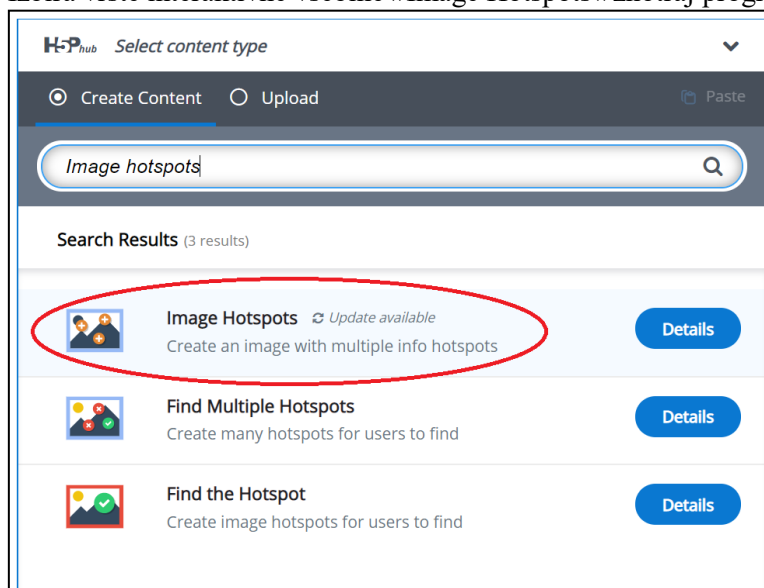 H5P hub Select content type
Create Content Upload Paste
Image hotspots
Search Results (3 results)
Image Hotspots Update available
Create an image with multiple info hotspots
Details
Find Multiple Hotspots
Create many hotspots for users to find
Details
Find the Hotspot
Create image hotspots for users to find
Details